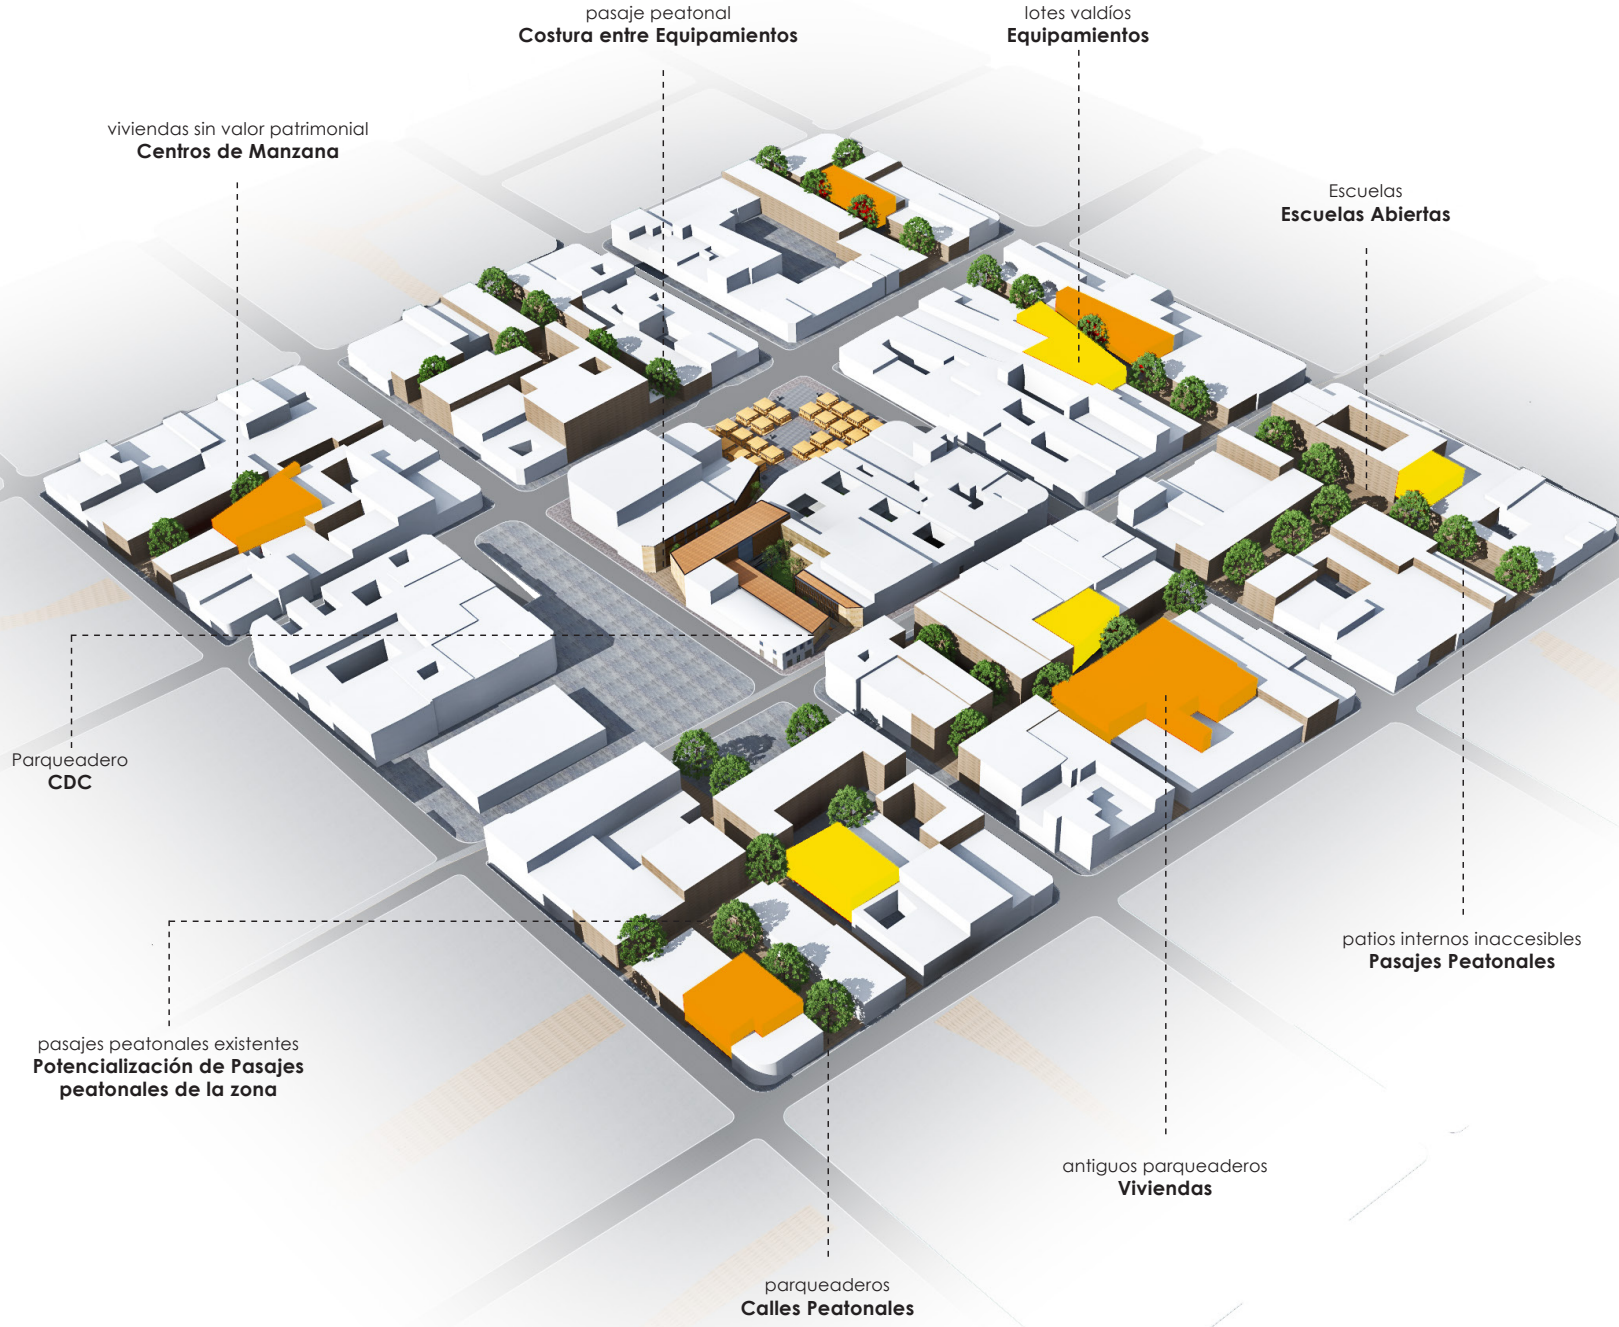 pasaje peatonal
Costura entre Equipamientos
lotes valdíos
Equipamientos
viviendas sin valor patrimonial
Centros de Manzana
Escuelas
Escuelas Abiertas
Parqueadero
CDC
patios internos inaccesibles
Pasajes Peatonales
pasajes peatonales existentes
Potencialización de Pasajes
peatonales de la zona
antiguos parqueaderos
Viviendas
parqueaderos
Calles Peatonales